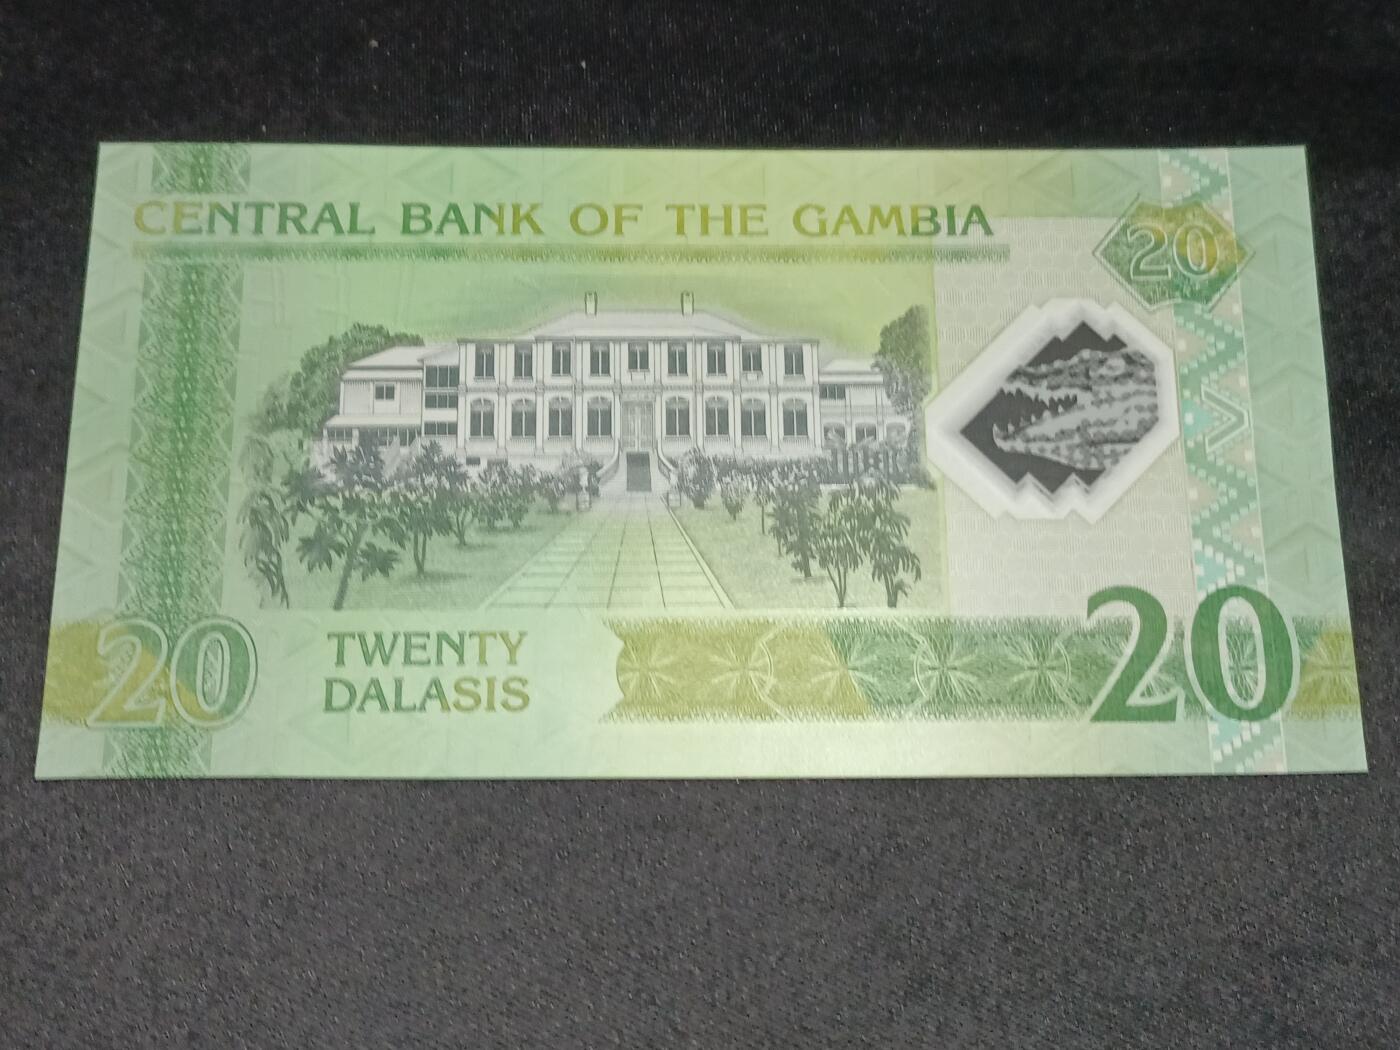 CENTRAL BANK OF THE GAMBIA
20
20
TWENTY
DALASIS
20